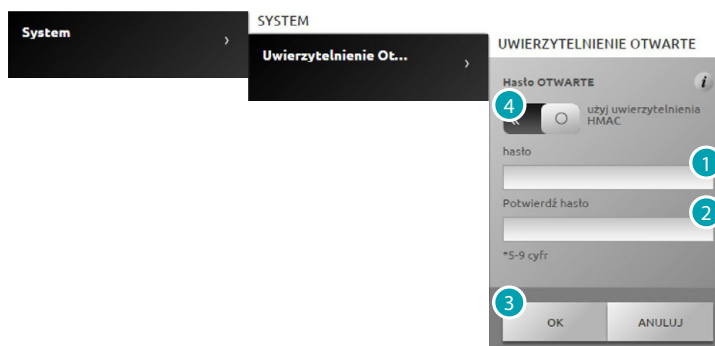 System
SYSTEM
Uwierzytelnienie Ot...
UWIERZYTELNIENIE OTWARTE
Hasło OTWARTE
i
4
użyj uwierzytelnienia
HMAC
hasło
1
Potwierdź hasło
2
*5-9 cyfr
3
OK
ANULUJ